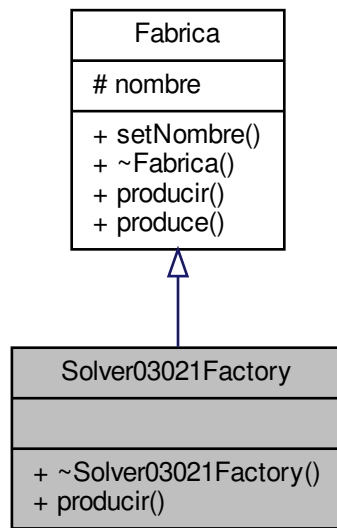 Fabrica
# nombre
+ setNombre()
+ ~Fabrica()
+ producir()
+ produce()
Solver03021Factory
+ ~Solver03021Factory()
+ producir()